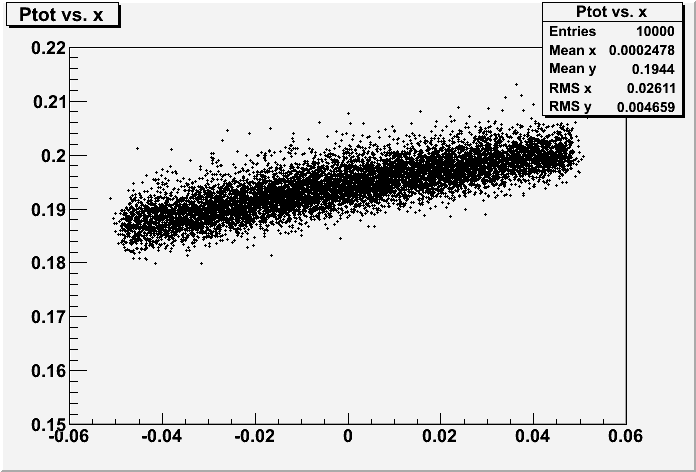 Ptot vs. x
Ptot vs. x
Entries 10000
Mean x 0.0002478
Mean y 0.1944
RMS x 0.02611
RMS y 0.004659
0.22
0.21
0.2
0.19
0.18
0.17
0.16
0.15
-0.06 -0.04 -0.02 0 0.02 0.04 0.06